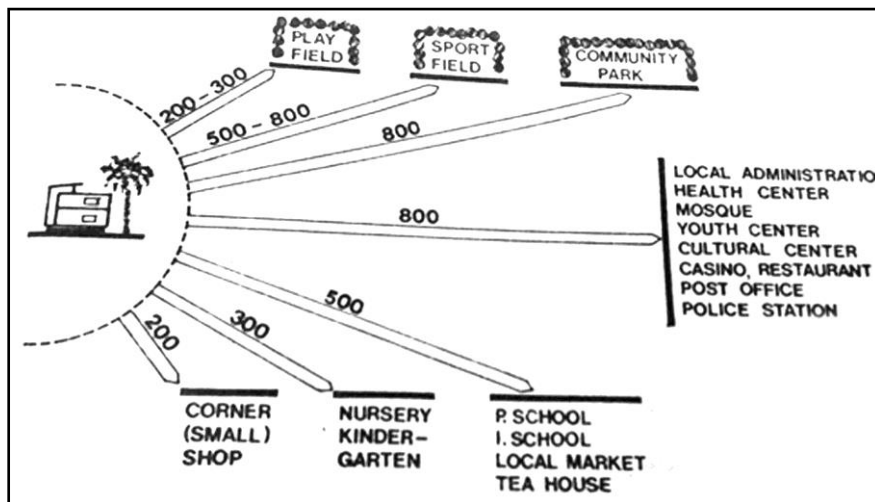 PLAY
FIELD
SPORT
FIELD
COMMUNITY
PARK
200-300
500-800
800
800
500
300
200
LOCAL ADMINISTRATIO
HEALTH CENTER
MOSQUE
YOUTH CENTER
CULTURAL CENTER
CASINO, RESTAURANT
POST OFFICE
POLICE STATION
CORNER
(SMALL)
SHOP
NURSERY
KINDER-
GARTEN
P. SCHOOL
I. SCHOOL
LOCAL MARKET
TEA HOUSE